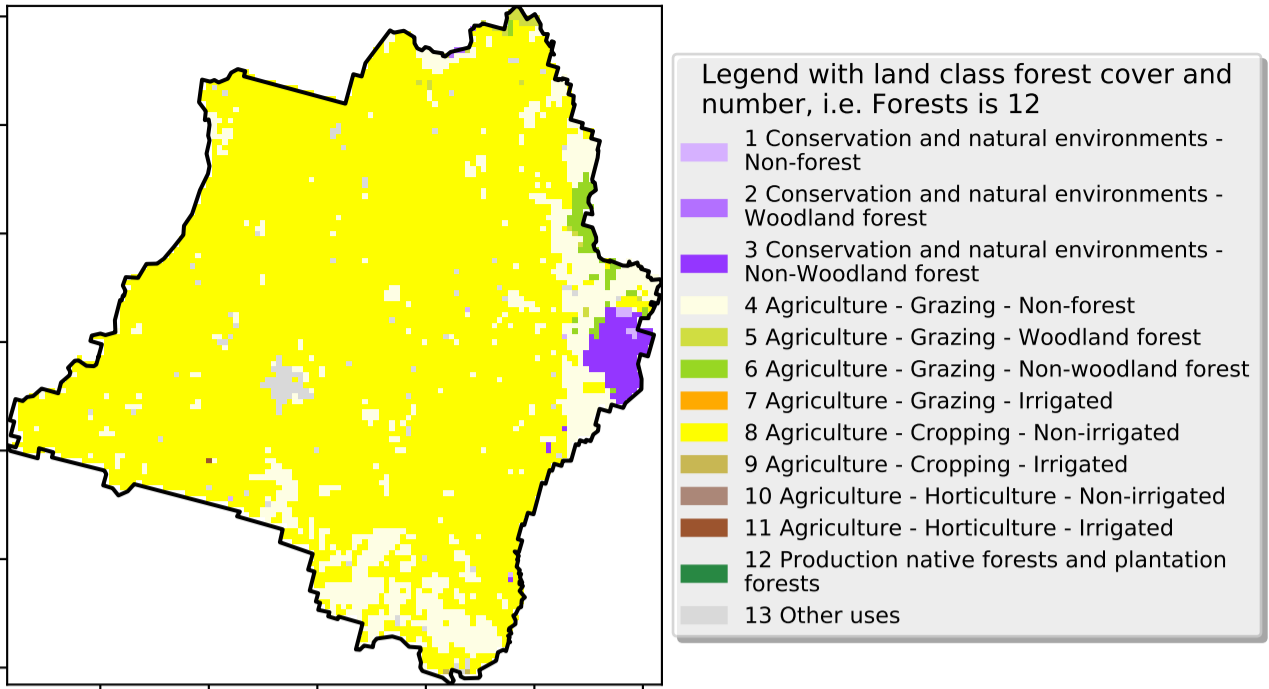 Legend with land class forest cover and
number, i.e. Forests is 12
1 Conservation and natural environments -
Non-forest
2 Conservation and natural environments -
Woodland forest
3 Conservation and natural environments -
Non-Woodland forest
4 Agriculture - Grazing - Non-forest
5 Agriculture - Grazing - Woodland forest
6 Agriculture - Grazing - Non-woodland forest
7 Agriculture - Grazing - Irrigated
8 Agriculture - Cropping - Non-irrigated
9 Agriculture - Cropping - Irrigated
10 Agriculture - Horticulture - Non-irrigated
11 Agriculture - Horticulture - Irrigated
12 Production native forests and plantation
forests
13 Other uses